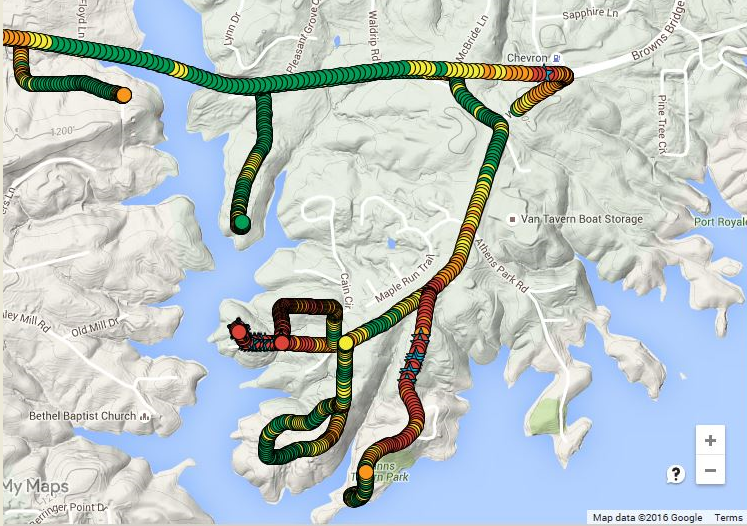 Floyd Ln
Lynn Dr
Pleasant Grove C
Waldrip Rd
McBride Ln
Sapphire Ln
Browns Bridge
Chevron
1200'
Pine Tree Cir
Van Tavern Boat Storage
Port Royale
Athens Park Rd
Maple Run Trail
Cain Cir
ley Mill Rd
Old Mill Dr
Bethel Baptist Church
My Maps
n Park
erringer Point D
+
−
?
Map data ©2016 Google Terms